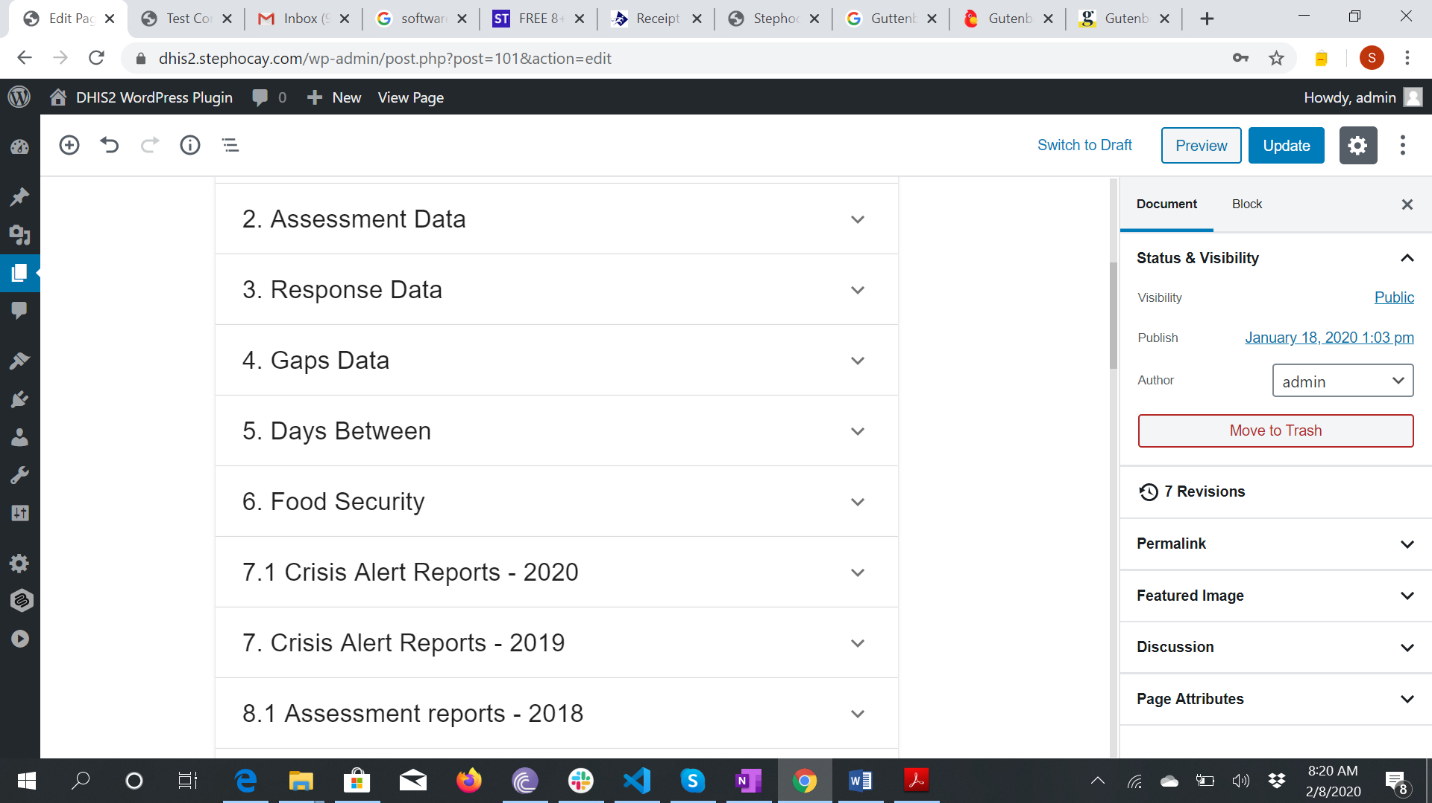 Edit Pag
Test Co
Inbox (9
G softwar
ST FREE 8+
Receipt
Stephoc
G Guttenb
Gutenb
g Gutenb
dhis2.stephocay.com/wp-admin/post.php?post=101&action=edit
S
DHIS2 WordPress Plugin
0
New
View Page
Howdy, admin
Switch to Draft
Preview
Update
2. Assessment Data
3. Response Data
4. Gaps Data
5. Days Between
6. Food Security
7.1 Crisis Alert Reports - 2020
7. Crisis Alert Reports - 2019
8.1 Assessment reports - 2018
Document
Block
Status & Visibility
Visibility
Public
Publish
January 18, 2020 1:03 pm
Author
admin
Move to Trash
7 Revisions
Permalink
Featured Image
Discussion
Page Attributes
8:20 AM
2/8/2020
8